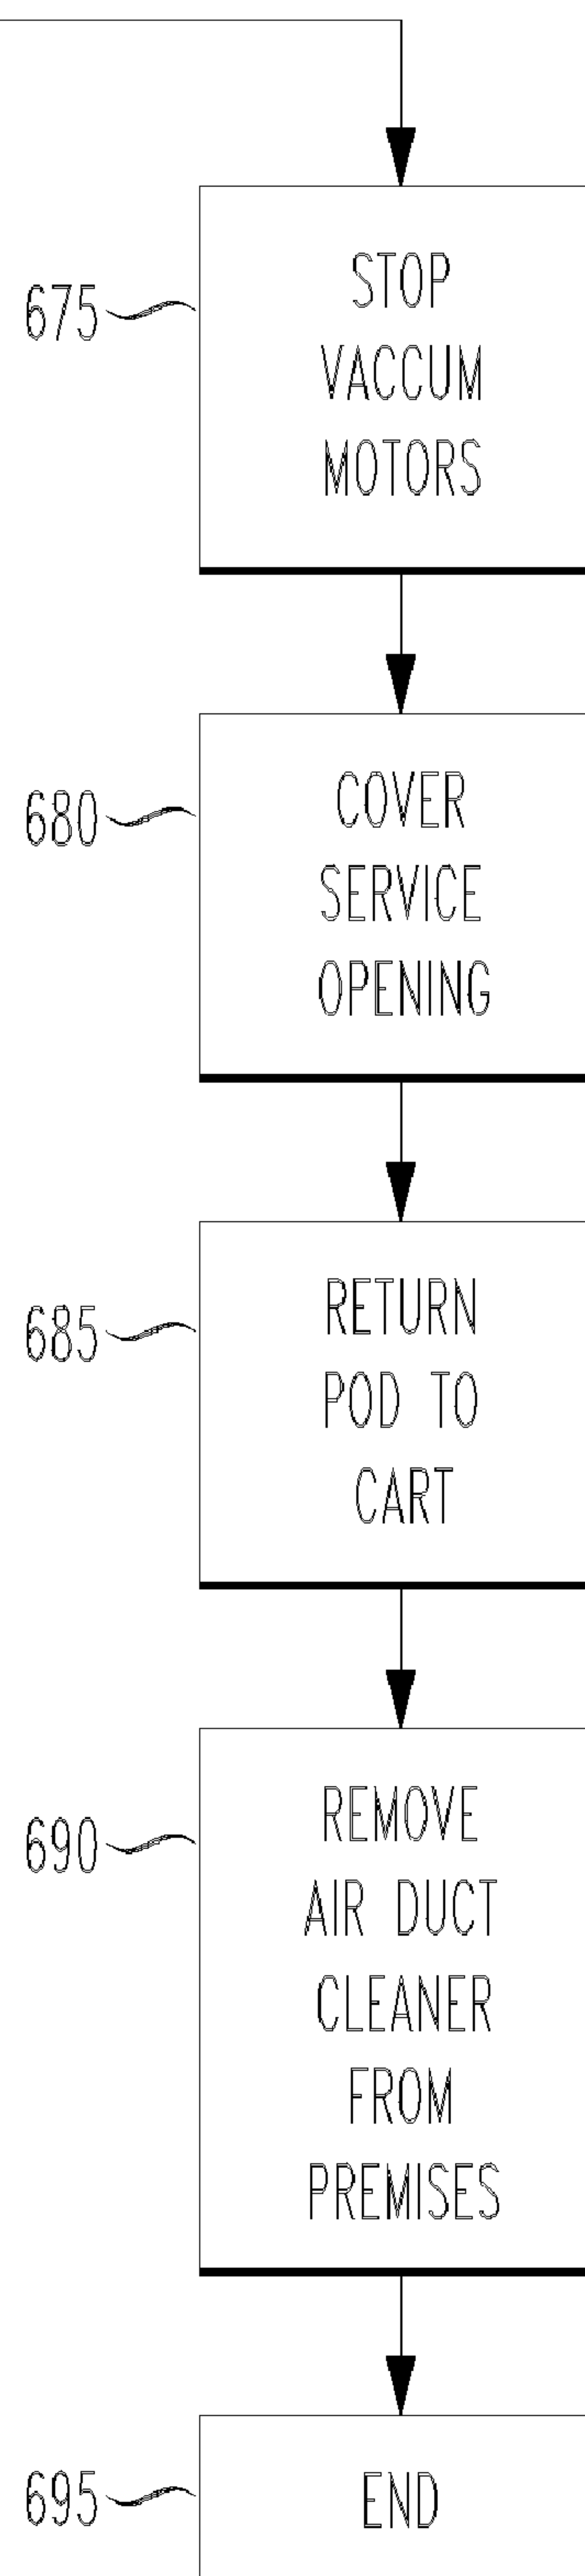 675
STOP
VACCUM
MOTORS
680
COVER
SERVICE
OPENING
685
RETURN
POD TO
CART
690
REMOVE
AIR DUCT
CLEANER
FROM
PREMISES
695
END